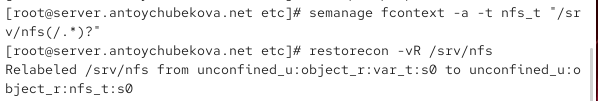 [root@server.antoychubekova.net etc]# semanage fcontext -a -t nfs_t "/sr
v/nfs(/.*)?"
[root@server.antoychubekova.net etc]# restorecon -vR /srv/nfs
Relabeled /srv/nfs from unconfined_u:object_r:var_t:s0 to unconfined_u:o
bject_r:nfs_t:s0